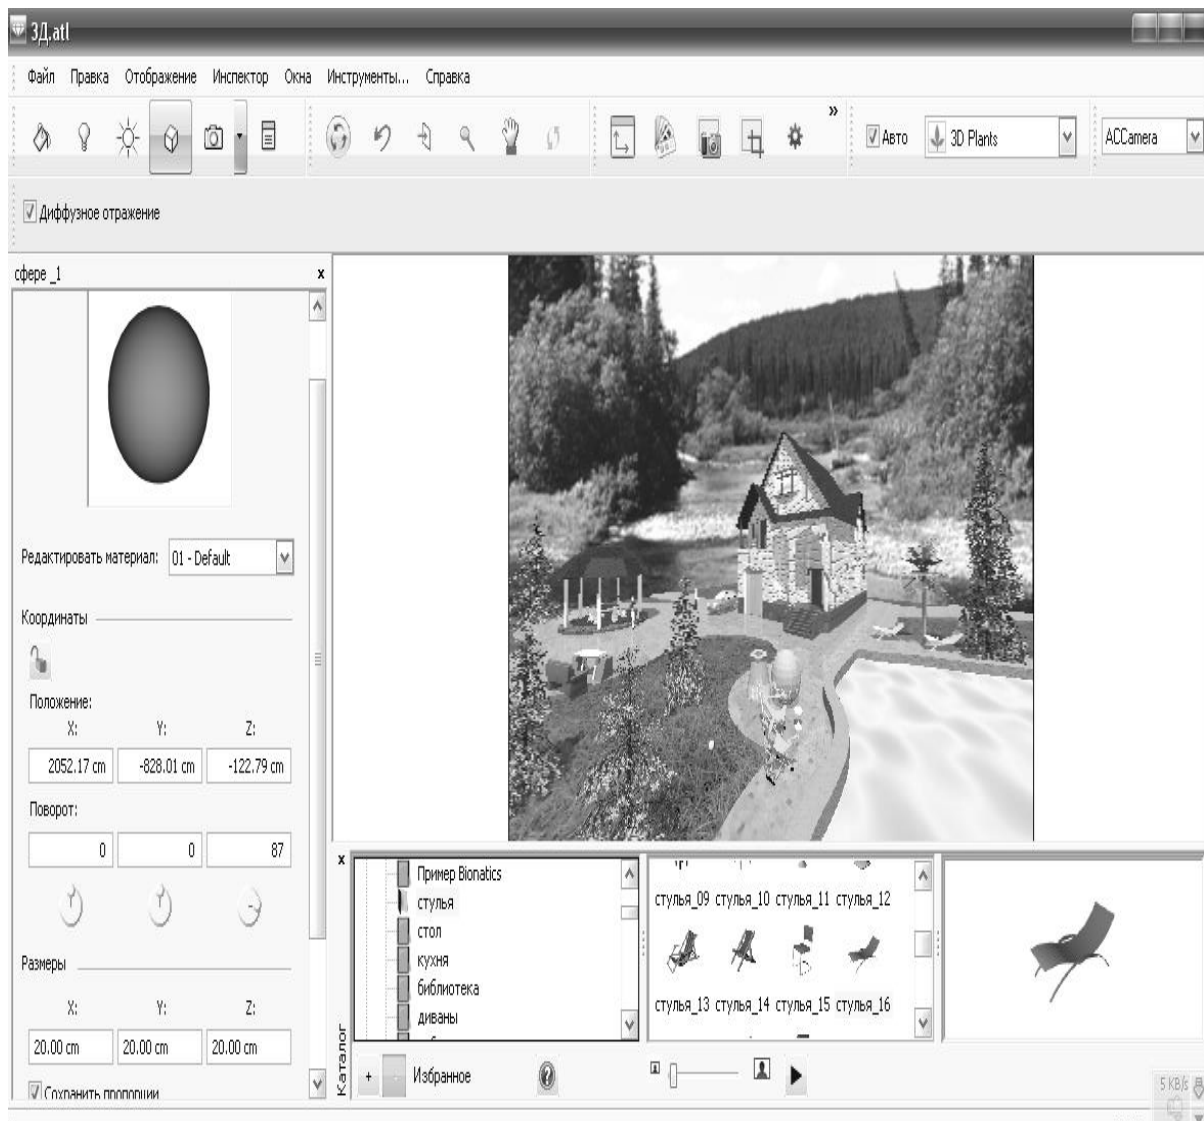 3Д.atl
Файл Правка Отображение Инспектор Окна Инструменты... Справка
» Авто 3D Plants ACCamera
Диффузное отражение
сфере _1 x
Редактировать материал: 01 - Default
Координаты
Положение:
X: Y: Z:
2052.17 cm -828.01 cm -122.79 cm
Поворот:
0 0 87
Размеры
X: Y: Z:
20.00 cm 20.00 cm 20.00 cm
Сохранить пропорции
x
Каталог
Пример Bionatics
стулья
стол
кухня
библиотека
диваны
стулья_09 стулья_10 стулья_11 стулья_12
стулья_13 стулья_14 стулья_15 стулья_16
+ - Избранное ?
5 KB/s